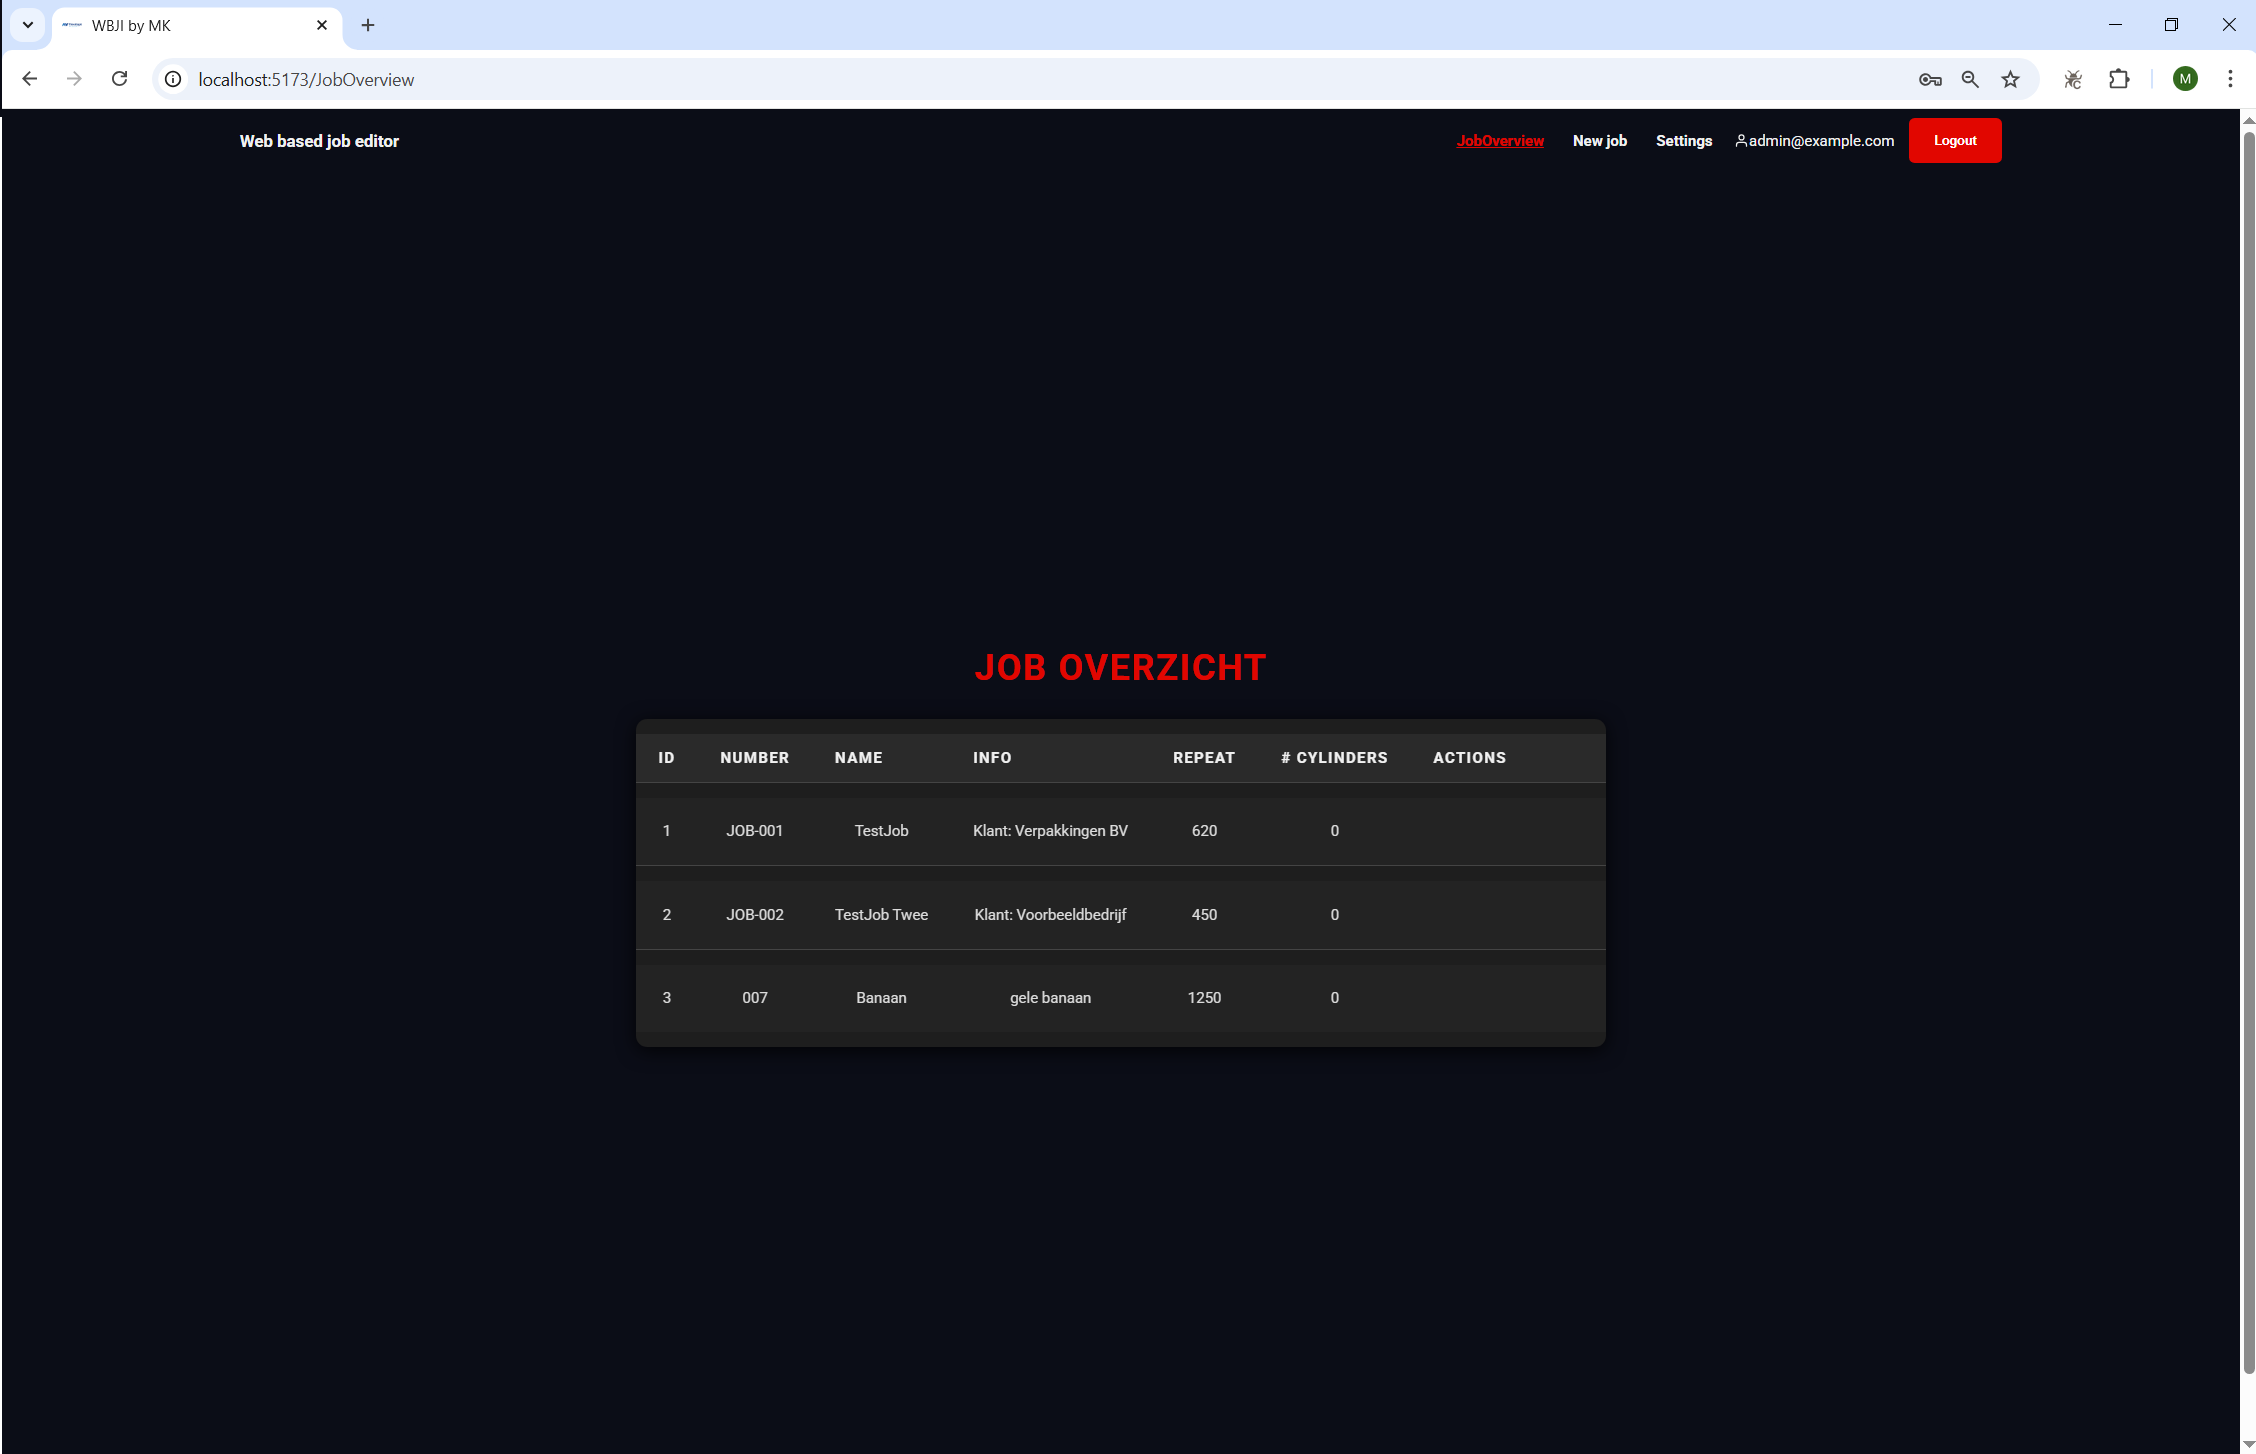 WBJI by MK
localhost:5173/JobOverview
M
Web based job editor
JobOverview New job Settings admin@example.com Logout
JOB OVERZICHT
ID NUMBER NAME INFO REPEAT # CYLINDERS ACTIONS
1 JOB-001 TestJob Klant: Verpakkingen BV 620 0
2 JOB-002 TestJob Twee Klant: Voorbeeldbedrijf 450 0
3 007 Banaan gele banaan 1250 0